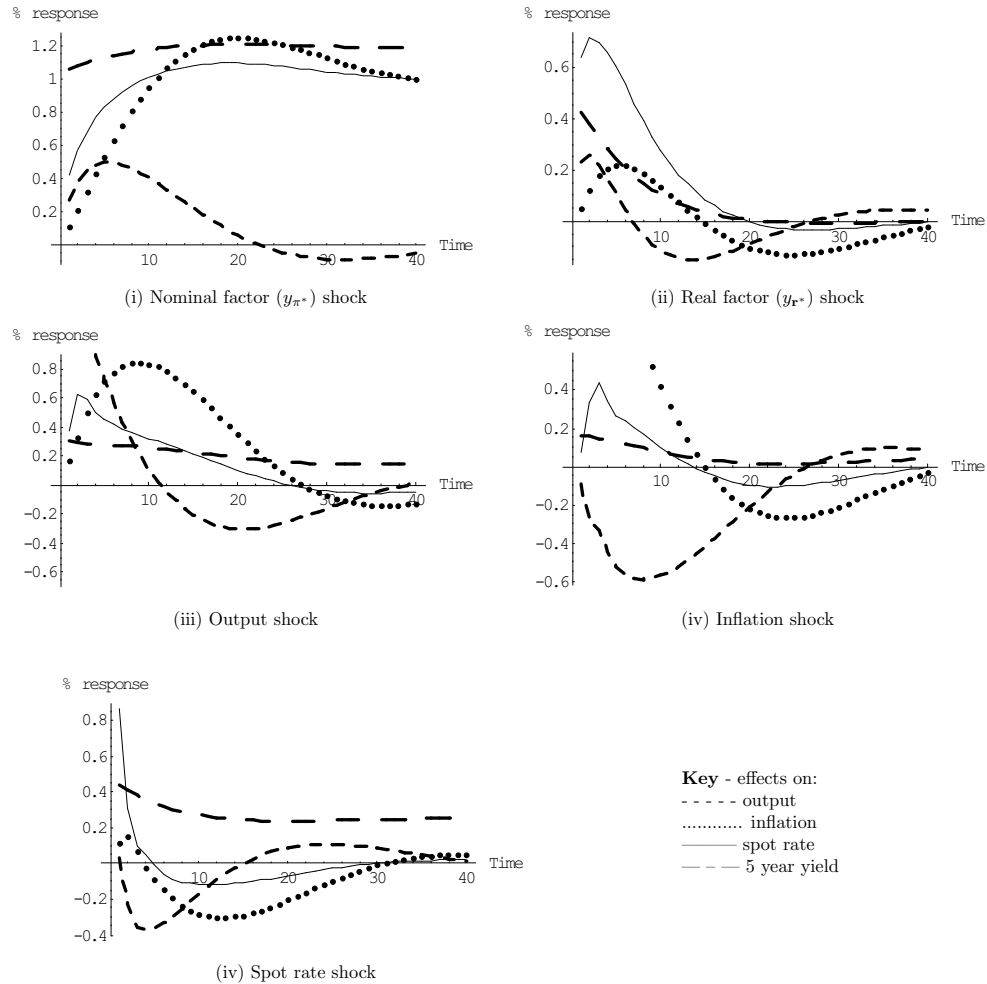 % response
1.2
1
0.8
0.6
0.4
0.2
10 20 30 40
Time
(i) Nominal factor (yπ*) shock
% response
0.6
0.4
0.2
10 20 30 40
Time
(ii) Real factor (yr*) shock
% response
0.8
0.6
0.4
0.2
-0.2
-0.4
-0.6
10 20 30 40
Time
(iii) Output shock
% response
0.4
0.2
-0.2
-0.4
-0.6
10 20 30 40
Time
(iv) Inflation shock
% response
0.8
0.6
0.4
0.2
-0.2
-0.4
10 20 30 40
Time
(iv) Spot rate shock
Key - effects on:
output
inflation
spot rate
5 year yield